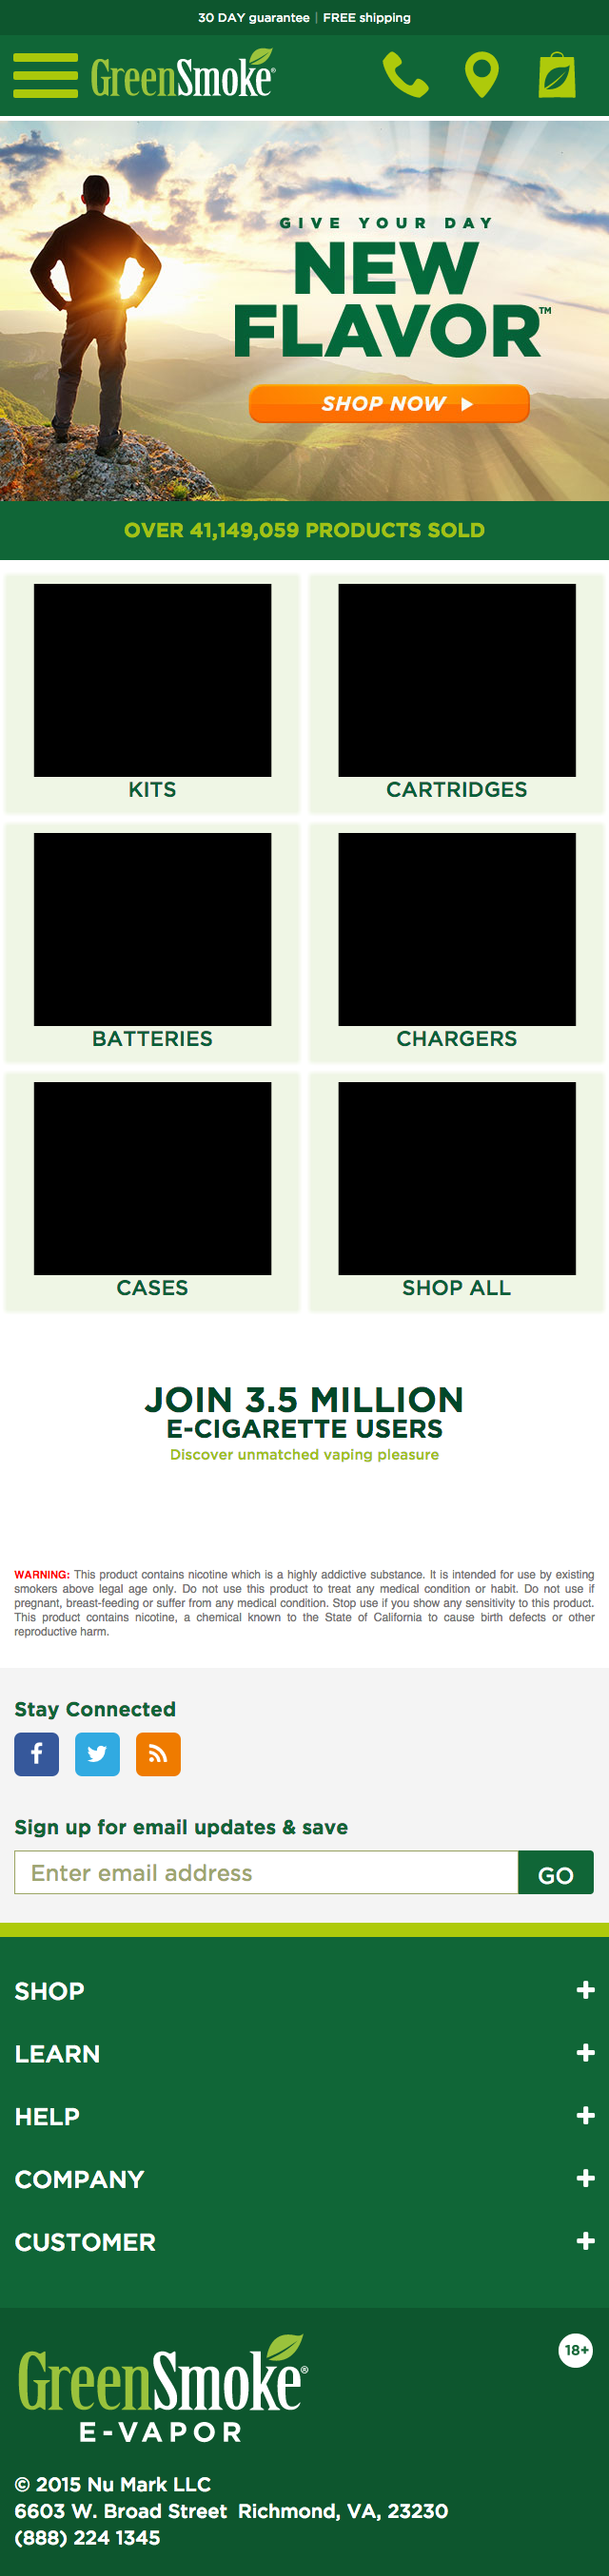 30 DAY guarantee | FREE shipping
GreenSmoke®
GIVE YOUR DAY
NEW
FLAVOR™
SHOP NOW
OVER 41,149,059 PRODUCTS SOLD
KITS
CARTRIDGES
BATTERIES
CHARGERS
CASES
SHOP ALL
JOIN 3.5 MILLION
E-CIGARETTE USERS
Discover unmatched vaping pleasure
WARNING: This product contains nicotine which is a highly addictive substance. It is intended for use by existing
smokers above legal age only. Do not use this product to treat any medical condition or habit. Do not use if
pregnant, breast-feeding or suffer from any medical condition. Stop use if you show any sensitivity to this product.
This product contains nicotine, a chemical known to the State of California to cause birth defects or other
reproductive harm.
Stay Connected
Sign up for email updates & save
Enter email address
GO
SHOP
LEARN
HELP
COMPANY
CUSTOMER
GreenSmoke®
E-VAPOR
18+
© 2015 Nu Mark LLC
6603 W. Broad Street Richmond, VA, 23230
(888) 224 1345